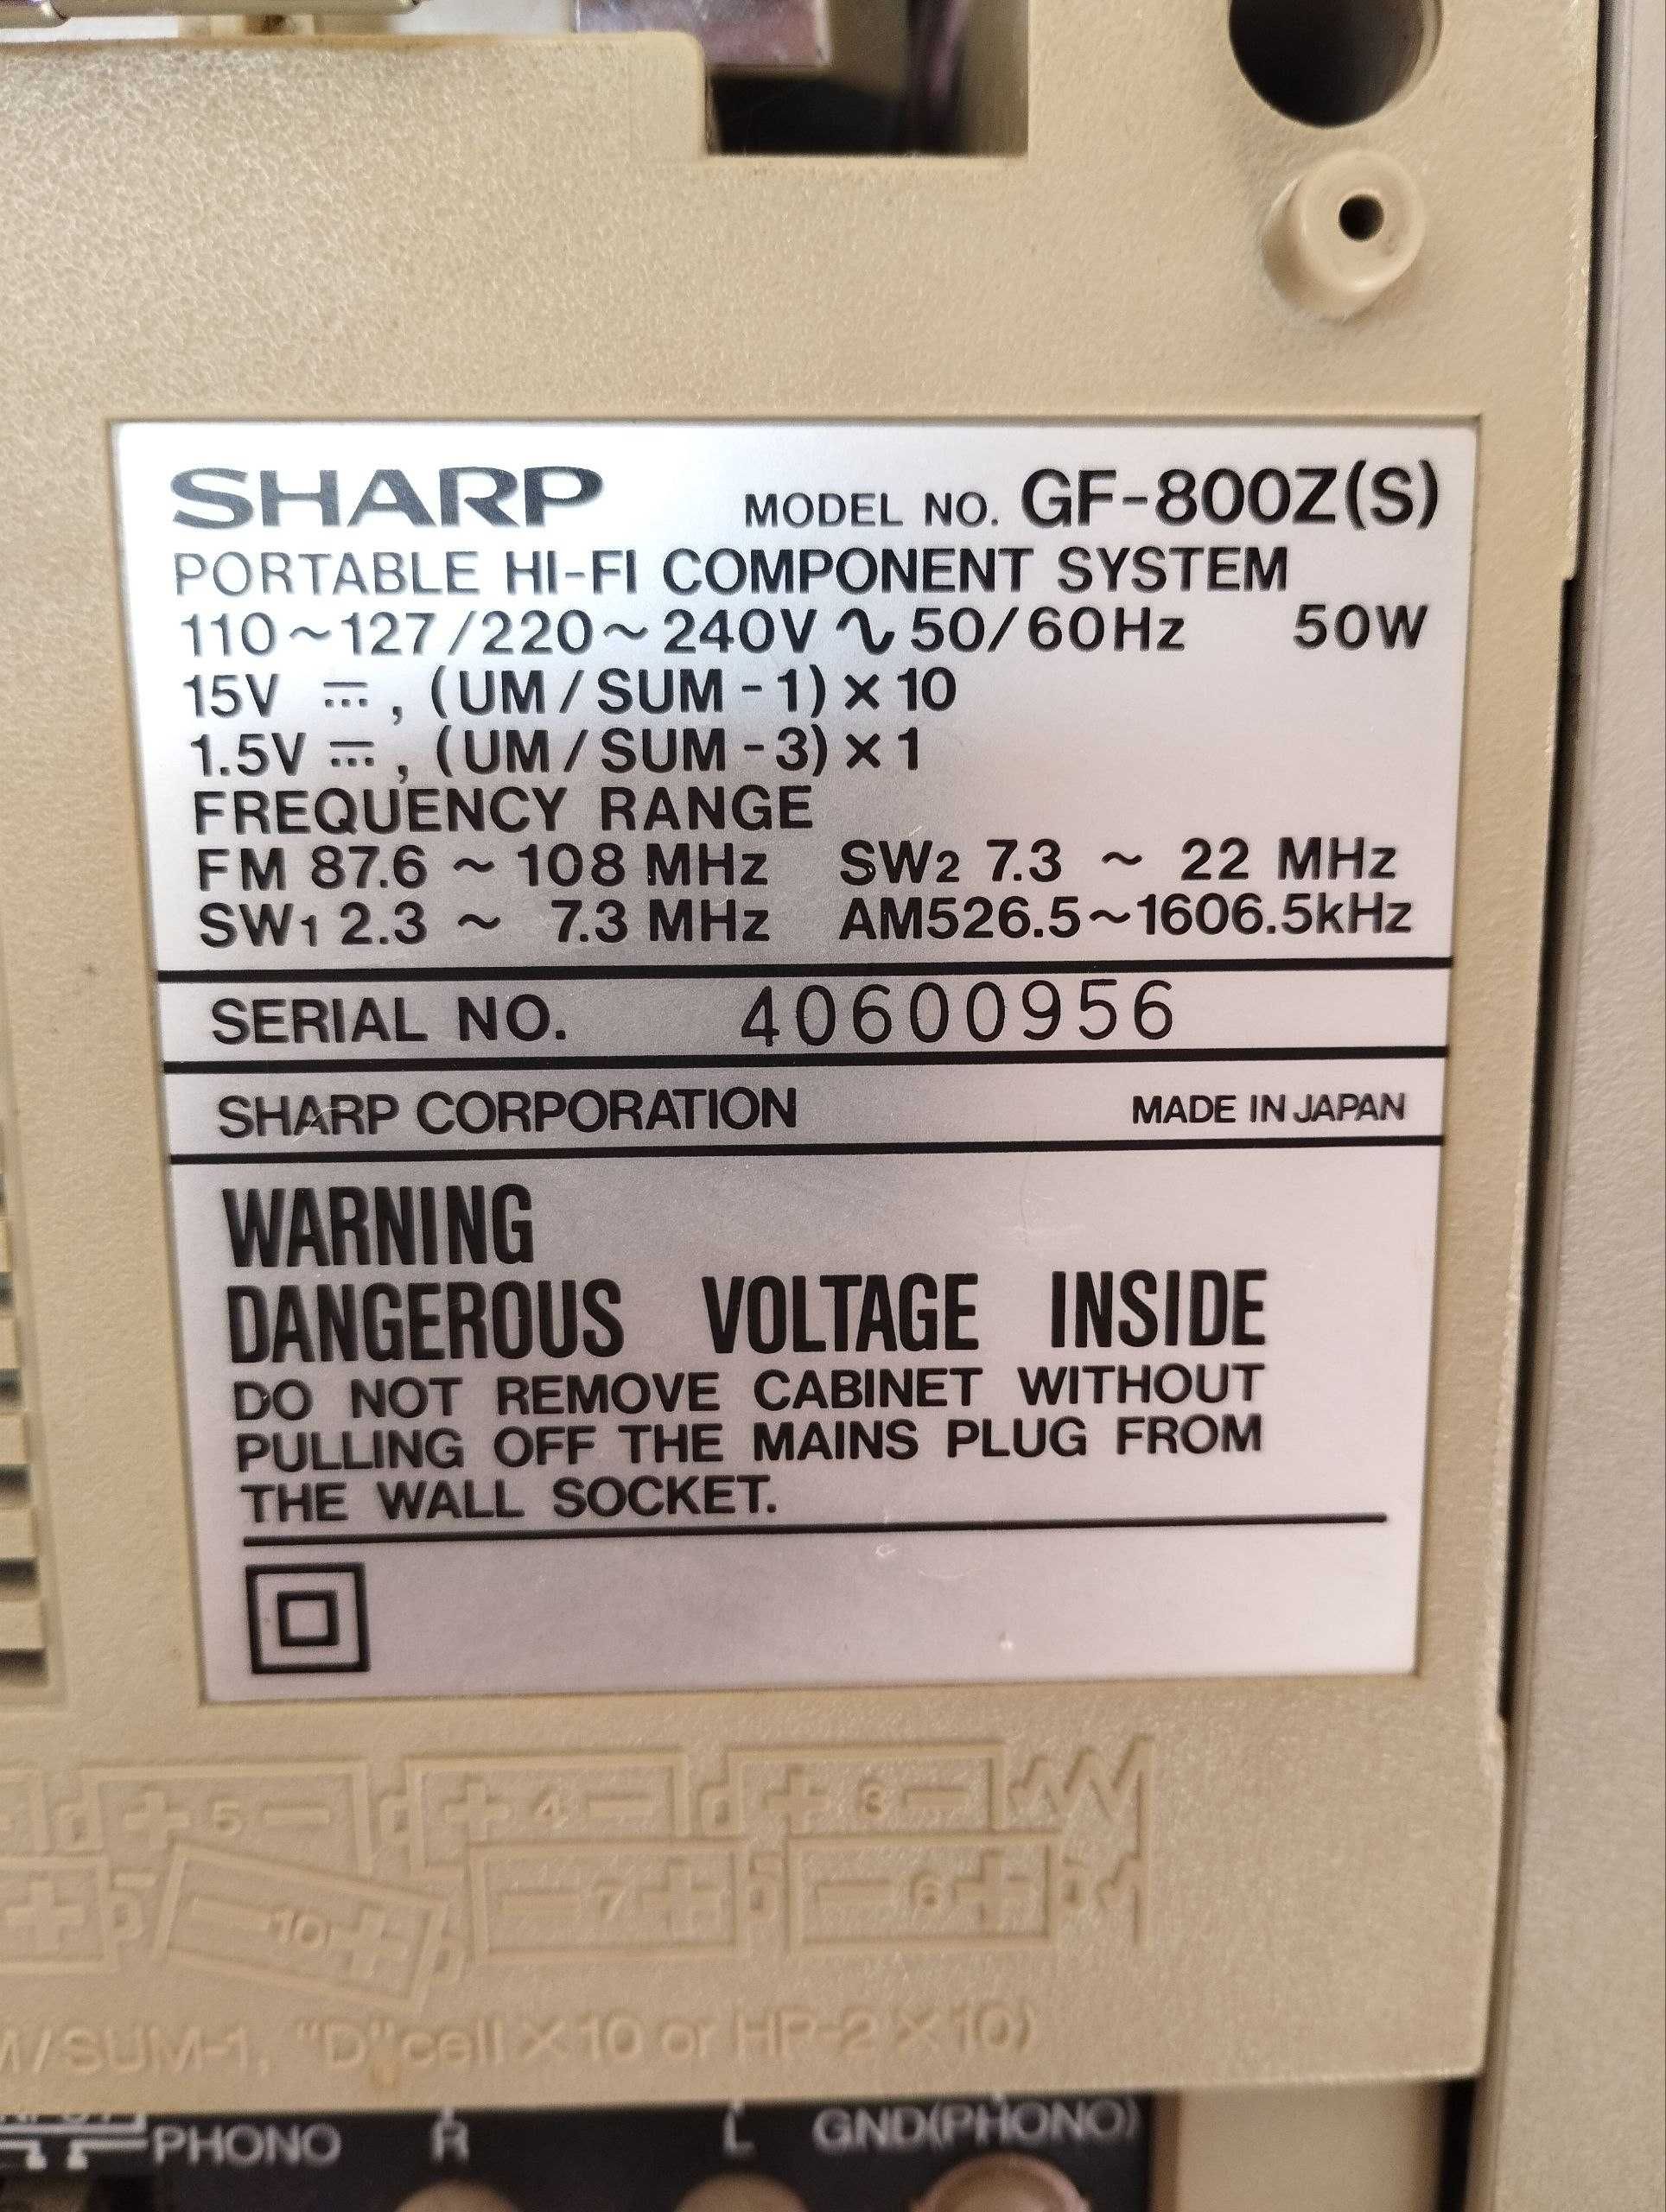 SHARP MODEL NO. GF-800Z(S)
PORTABLE HI-FI COMPONENT SYSTEM
110~127/220~240V ∿ 50/60Hz 50W
15V ⎓, (UM/SUM-1)×10
1.5V ⎓, (UM/SUM-3)×1
FREQUENCY RANGE
FM 87.6 ~ 108 MHz SW2 7.3 ~ 22 MHz
SW1 2.3 ~ 7.3 MHz AM526.5~1606.5kHz
SERIAL NO. 40600956
SHARP CORPORATION MADE IN JAPAN
WARNING
DANGEROUS VOLTAGE INSIDE
DO NOT REMOVE CABINET WITHOUT
PULLING OFF THE MAINS PLUG FROM
THE WALL SOCKET.
+ 5 - + 4 - + 3 -
+ - 10 + - 7 + - 6 +
/SUM-1, "D" cell X 10 or HP-2 X 10)
PHONO R L GND(PHONO)